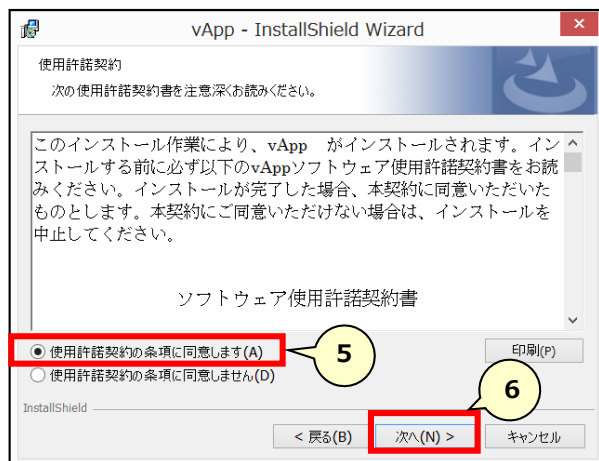 vApp - InstallShield Wizard
使用許諾契約
次の使用許諾契約書を注意深くお読みください。
このインストール作業により、vApp がインストールされます。イン
ストールする前に必ず以下のvAppソフトウェア使用許諾契約書をお読
みください。インストールが完了した場合、本契約に同意いただいた
ものとします。本契約にご同意いただけない場合は、インストールを
中止してください。
ソフトウェア使用許諾契約書
使用許諾契約の条項に同意します(A)
5
印刷(P)
使用許諾契約の条項に同意しません(D)
6
InstallShield
< 戻る(B)
次へ(N) >
キャンセル